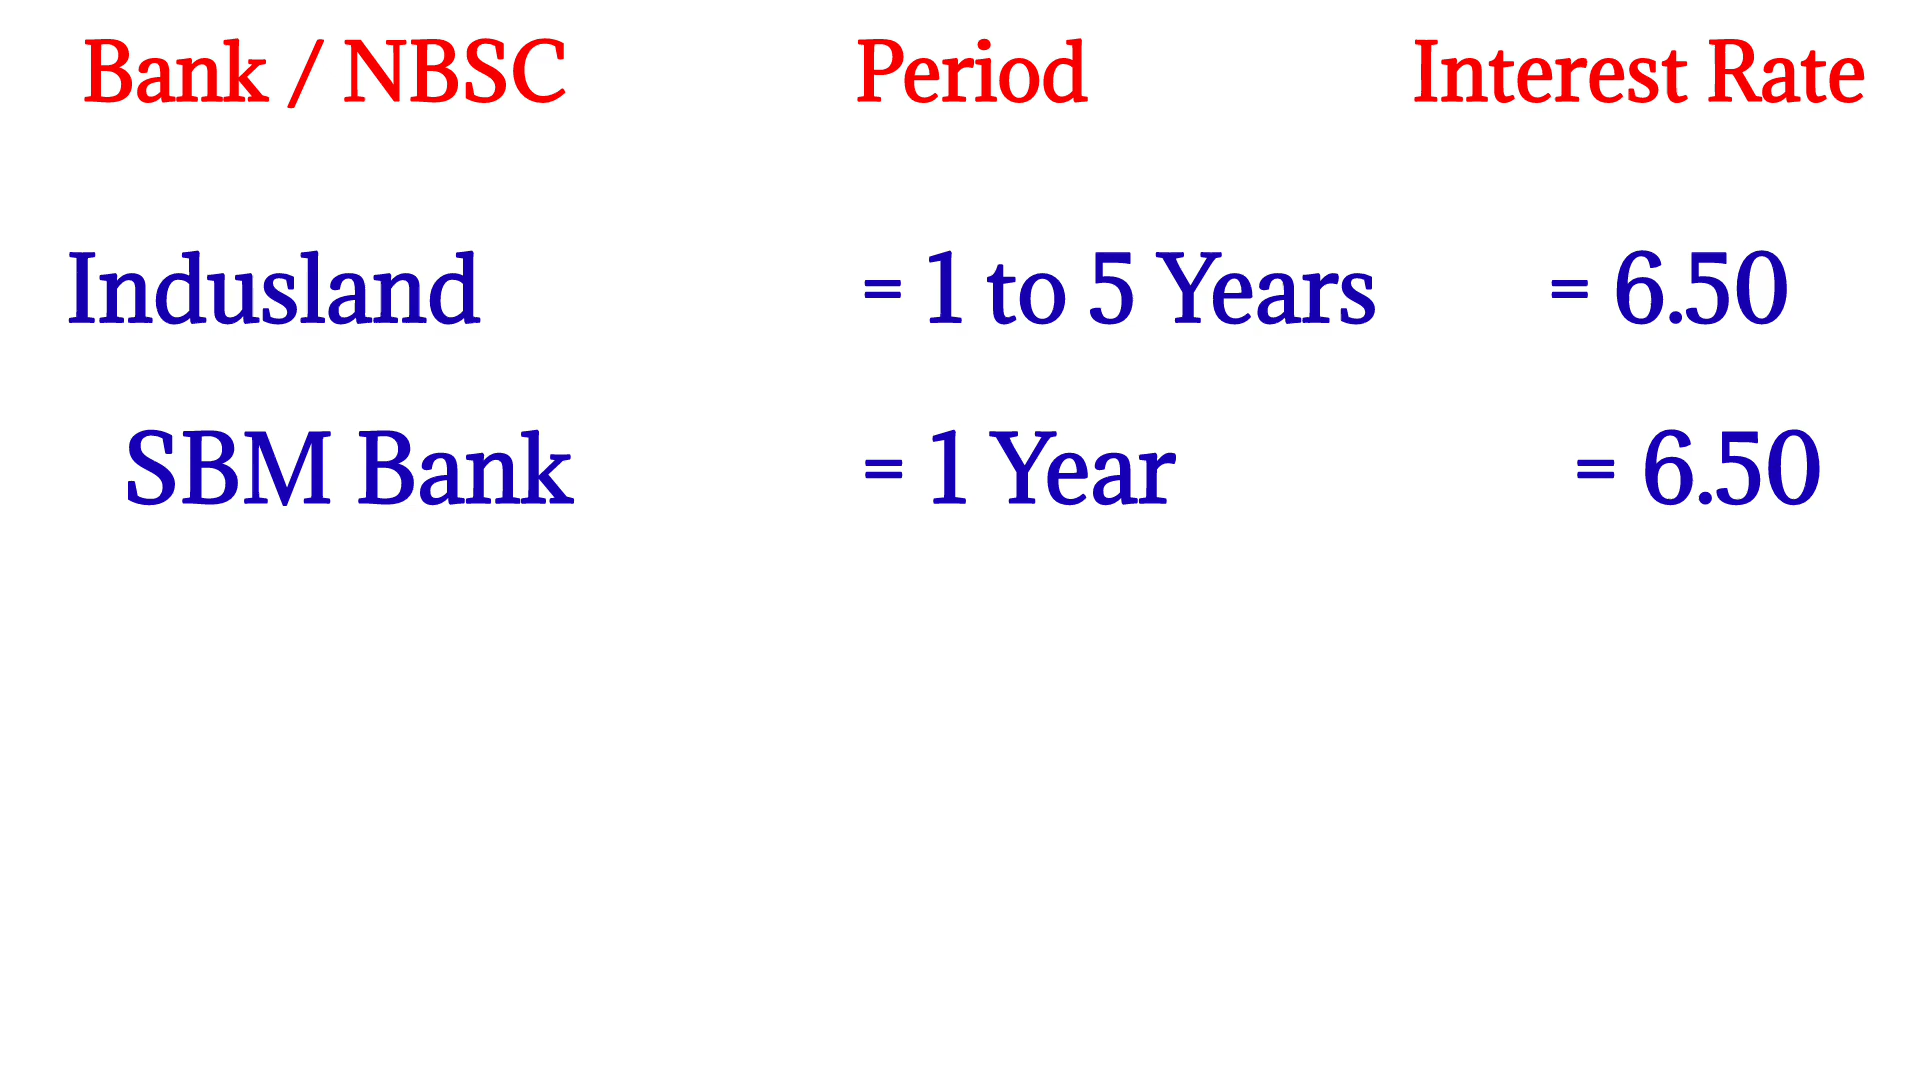 Bank / NBSC Period Interest Rate
Indusland = 1 to 5 Years = 6.50
SBM Bank = 1 Year = 6.50